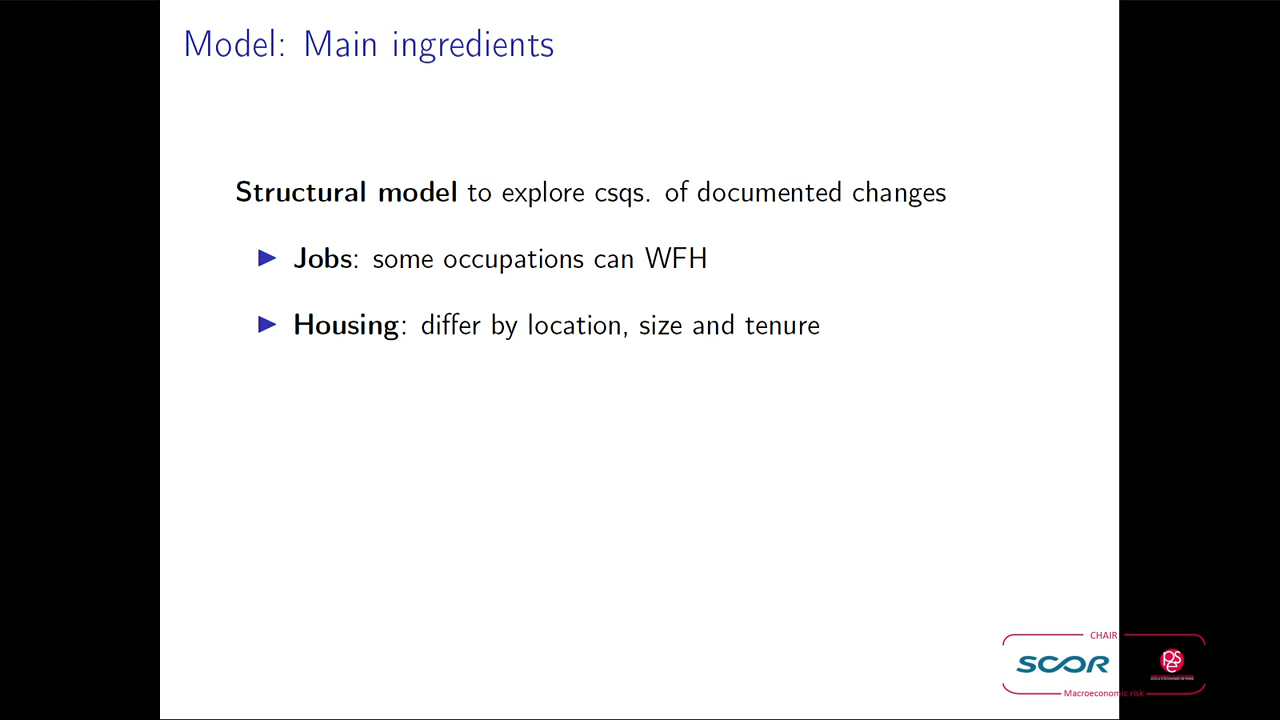 Model: Main ingredients
Structural model to explore csqs. of documented changes
Jobs: some occupations can WFH
Housing: differ by location, size and tenure
CHAIR
SCOR
PSE
Macroeconomic risk